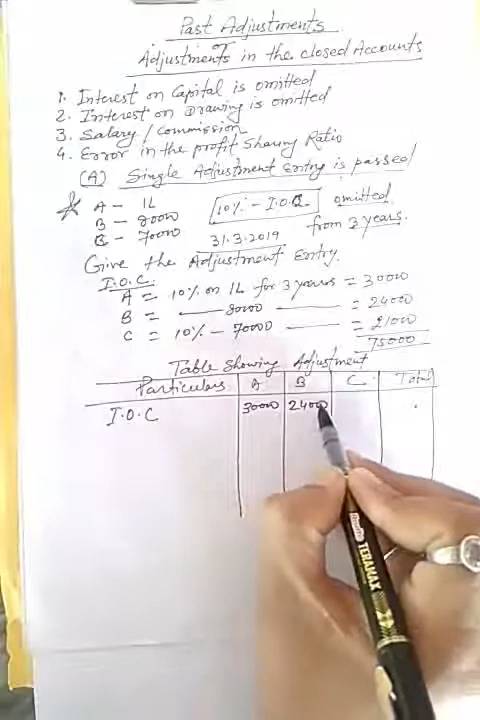 Past Adjustments
Adjustments in the closed Accounts
1. Interest on Capital is omitted
2. Interest on Drawing is omitted
3. Salary / Commission
4. Error in the profit Sharing Ratio
(A) Single Adjustment Entry is passed
A - 1L
B - 80000
C - 70000
10% - I.O.C omitted
31.3.2019 from 3 years.
Give the Adjustment Entry.
I.O.C:
A = 10% on 1L for 3 years = 30000
B = 80000 = 24000
C = 10% - 70000 = 21000
75000
Table Showing Adjustment
Particulars A B C Total
I.O.C 30000 24000
TERAMAX